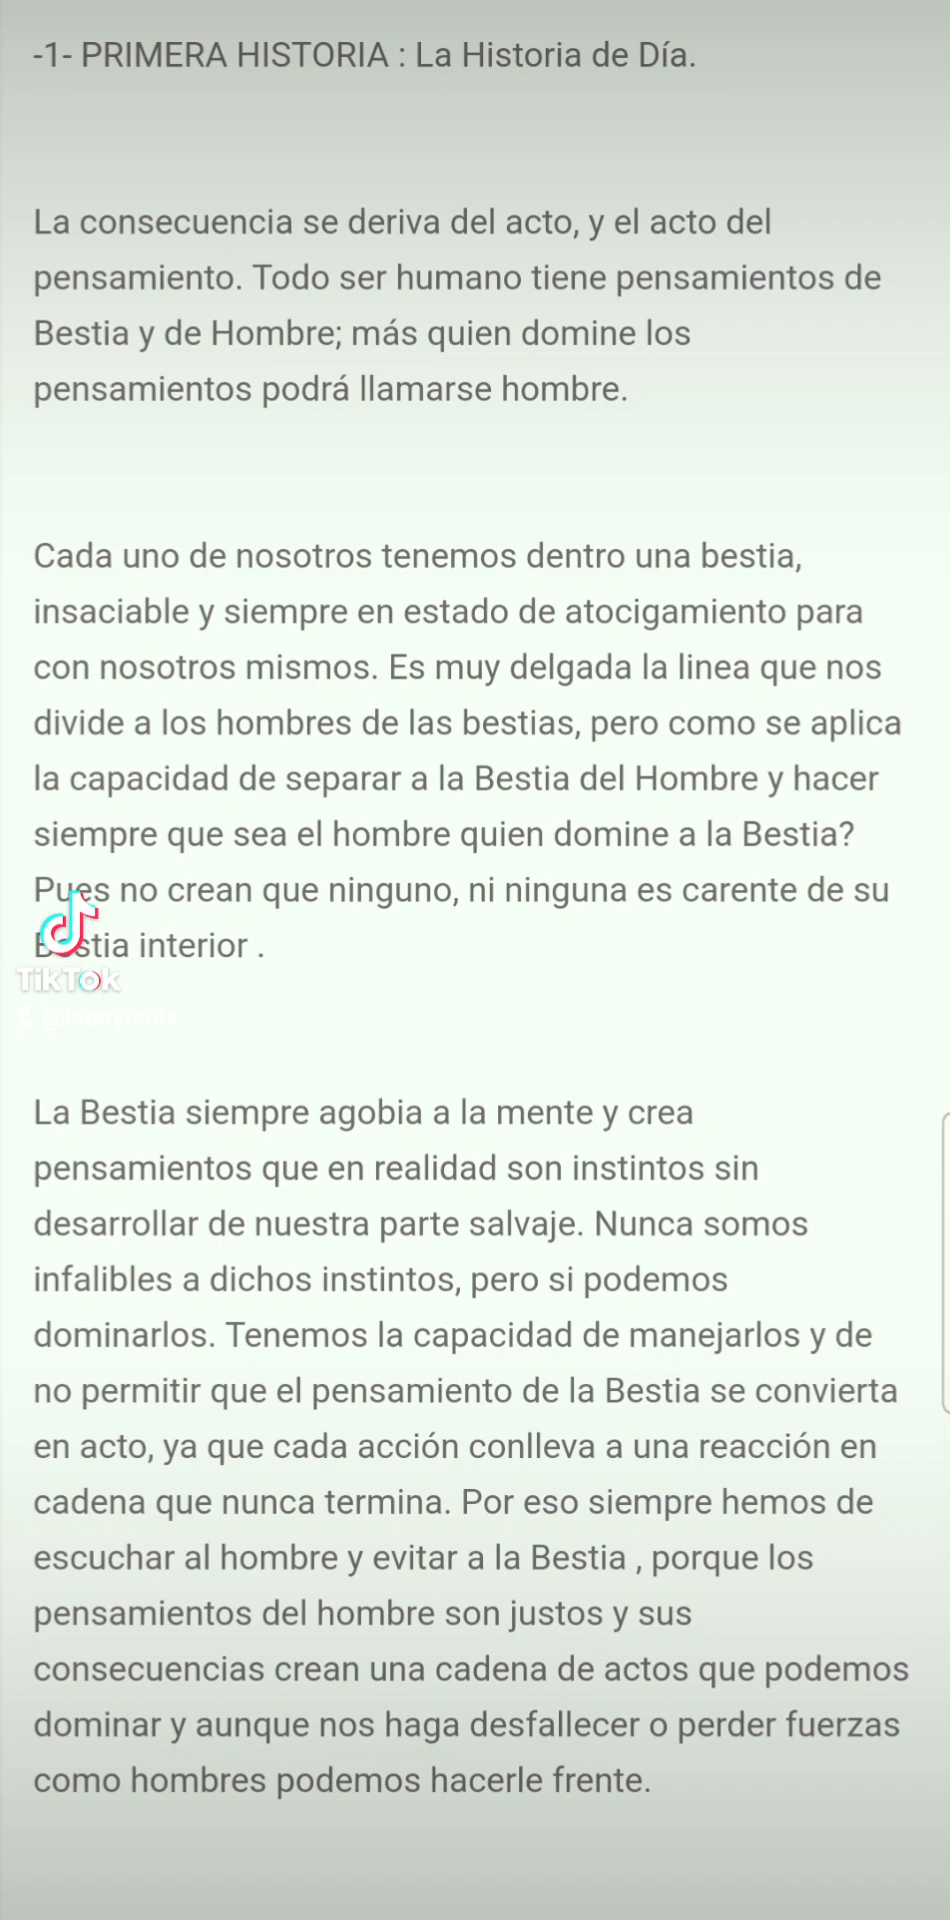 -1- PRIMERA HISTORIA : La Historia de Día.
La consecuencia se deriva del acto, y el acto del
pensamiento. Todo ser humano tiene pensamientos de
Bestia y de Hombre; más quien domine los
pensamientos podrá llamarse hombre.
Cada uno de nosotros tenemos dentro una bestia,
insaciable y siempre en estado de atocigamiento para
con nosotros mismos. Es muy delgada la linea que nos
divide a los hombres de las bestias, pero como se aplica
la capacidad de separar a la Bestia del Hombre y hacer
siempre que sea el hombre quien domine a la Bestia?
Pues no crean que ninguno, ni ninguna es carente de su
Bestia interior .
TikTok
La Bestia siempre agobia a la mente y crea
pensamientos que en realidad son instintos sin
desarrollar de nuestra parte salvaje. Nunca somos
infalibles a dichos instintos, pero si podemos
dominarlos. Tenemos la capacidad de manejarlos y de
no permitir que el pensamiento de la Bestia se convierta
en acto, ya que cada acción conlleva a una reacción en
cadena que nunca termina. Por eso siempre hemos de
escuchar al hombre y evitar a la Bestia , porque los
pensamientos del hombre son justos y sus
consecuencias crean una cadena de actos que podemos
dominar y aunque nos haga desfallecer o perder fuerzas
como hombres podemos hacerle frente.